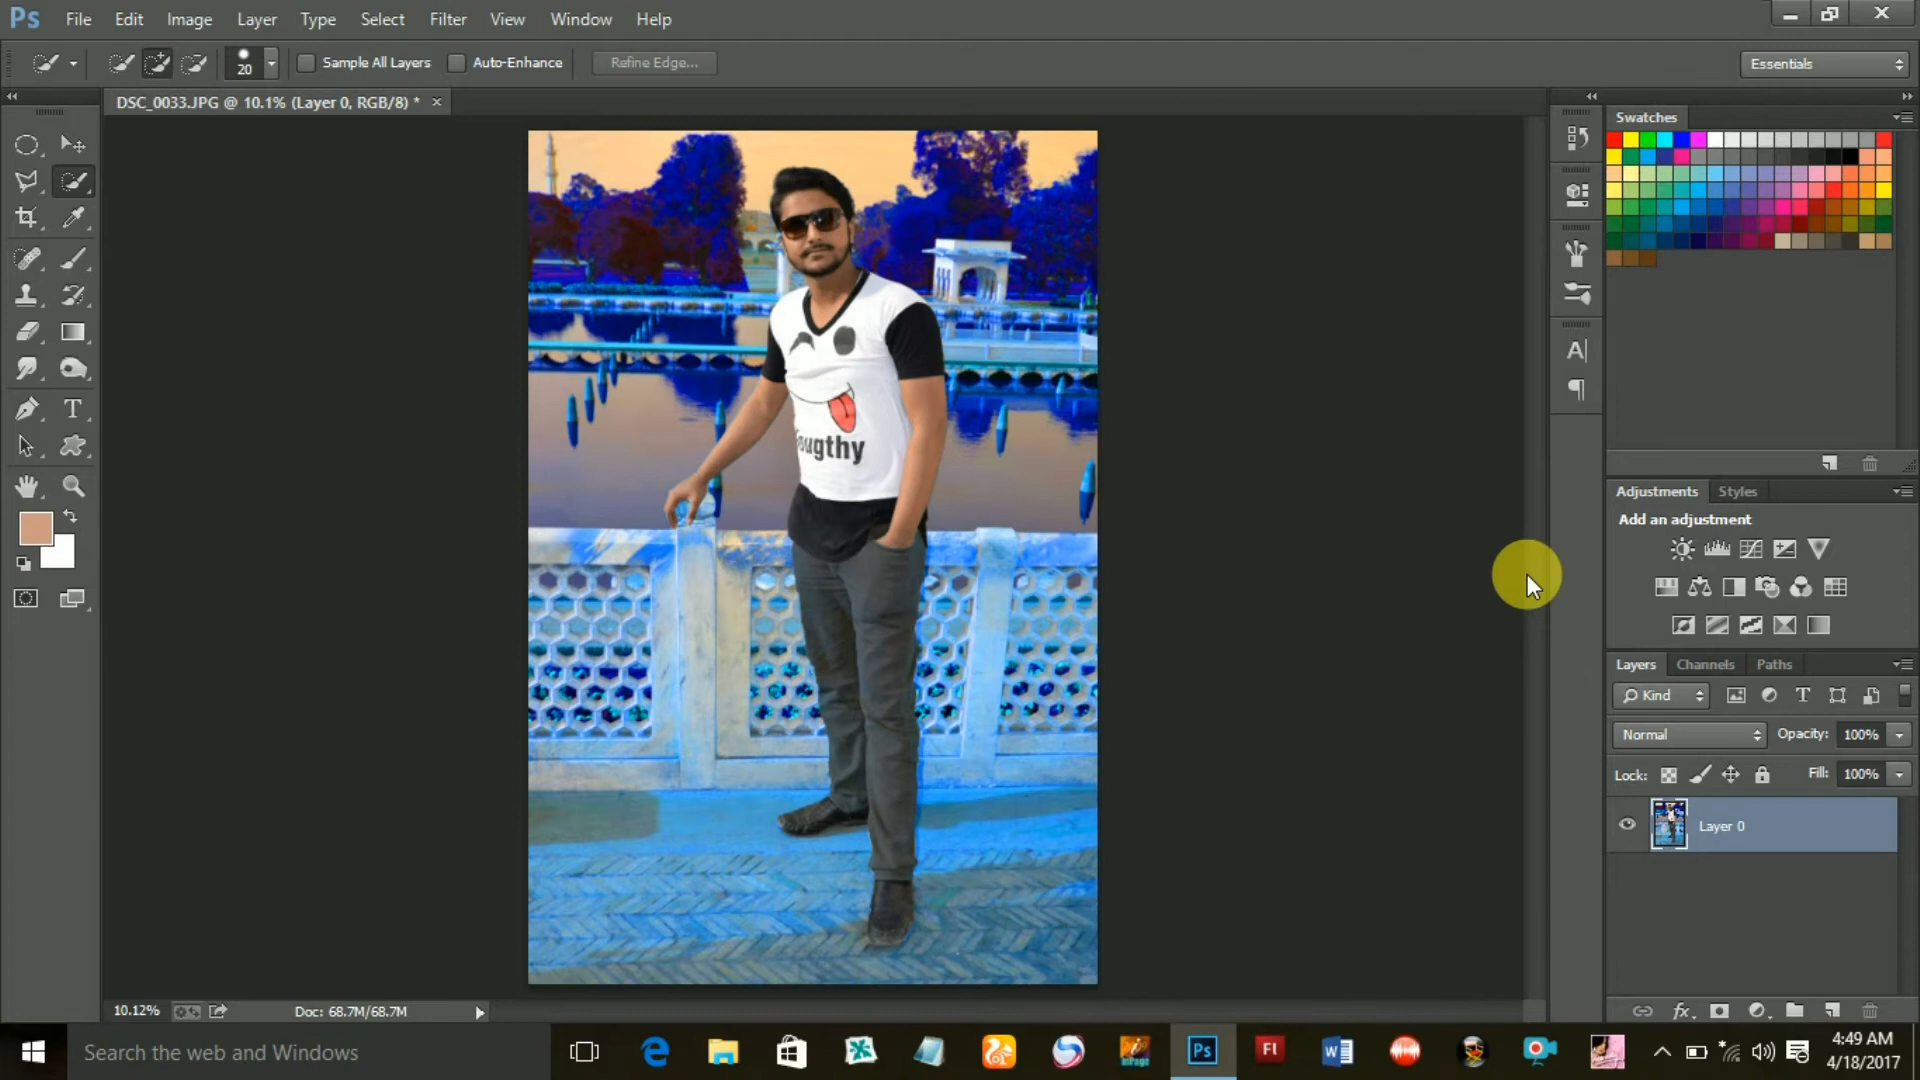 Ps File Edit Image Layer Type Select Filter View Window Help
20 Sample All Layers Auto-Enhance Refine Edge... Essentials
DSC_0033.JPG @ 10.1% (Layer 0, RGB/8) * ×
Swatches
ougthy
Adjustments Styles
Add an adjustment
Layers Channels Paths
Kind
Normal Opacity: 100%
Lock: Fill: 100%
Layer 0
10.12% Doc: 68.7M/68.7M
Search the web and Windows
Ps Fl
4:49 AM
4/18/2017